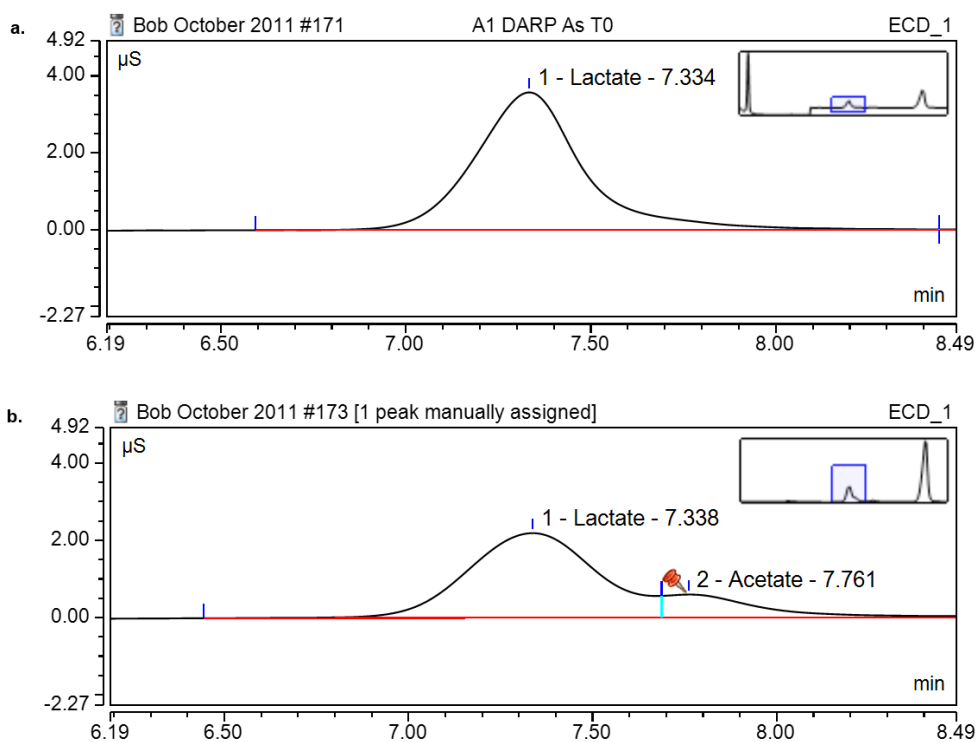 a.
? Bob October 2011 #171 A1 DARP As T0 ECD_1
4.92
µS
1 - Lactate - 7.334
4.00
2.00
0.00
min
-2.27
6.19 6.50 7.00 7.50 8.00 8.49
b.
? Bob October 2011 #173 [1 peak manually assigned] ECD_1
4.92
µS
4.00
1 - Lactate - 7.338
2.00
2 - Acetate - 7.761
0.00
min
-2.27
6.19 6.50 7.00 7.50 8.00 8.49